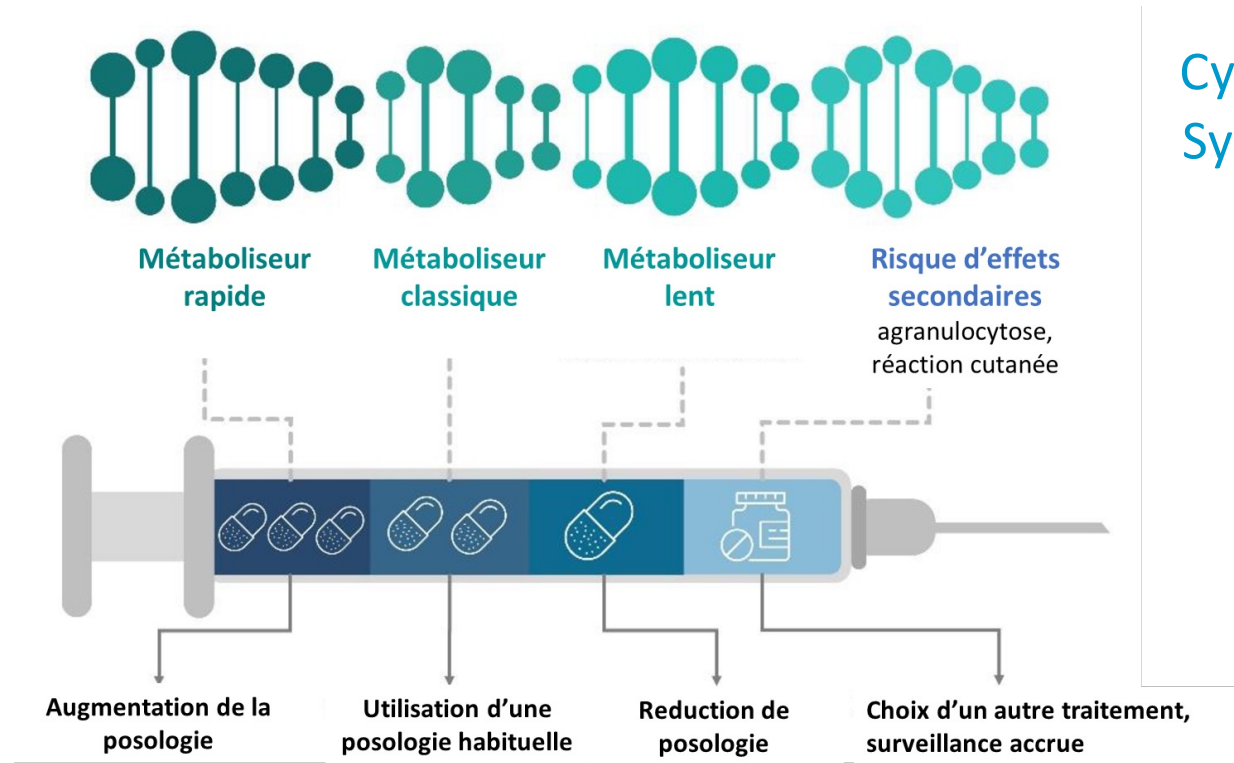 Cy
Sy
Métaboliseur
rapide
Métaboliseur
classique
Métaboliseur
lent
Risque d’effets
secondaires
agranulocytose,
réaction cutanée
Augmentation de la
posologie
Utilisation d’une
posologie habituelle
Reduction de
posologie
Choix d’un autre traitement,
surveillance accrue